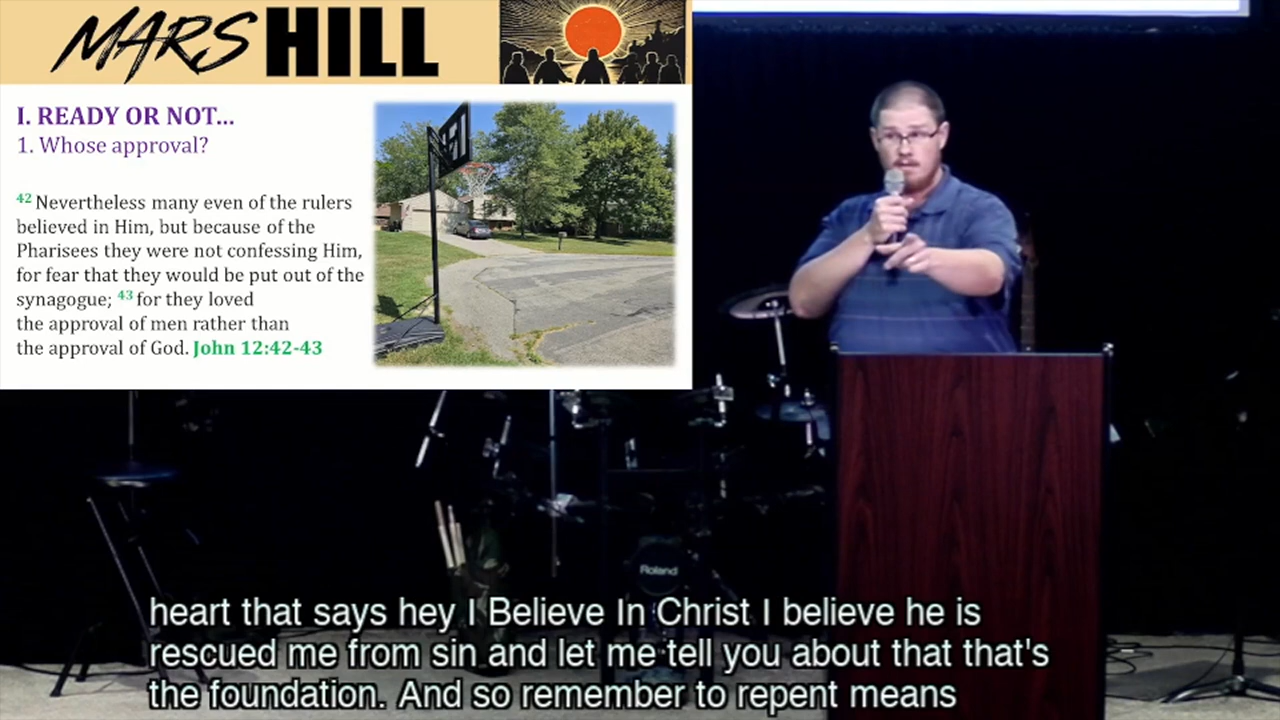 MARS HILL
I. READY OR NOT...
1. Whose approval?
42 Nevertheless many even of the rulers
believed in Him, but because of the
Pharisees they were not confessing Him,
for fear that they would be put out of the
synagogue; 43 for they loved
the approval of men rather than
the approval of God. John 12:42-43
Roland
heart that says hey I Believe In Christ I believe he is
rescued me from sin and let me tell you about that that's
the foundation. And so remember to repent means